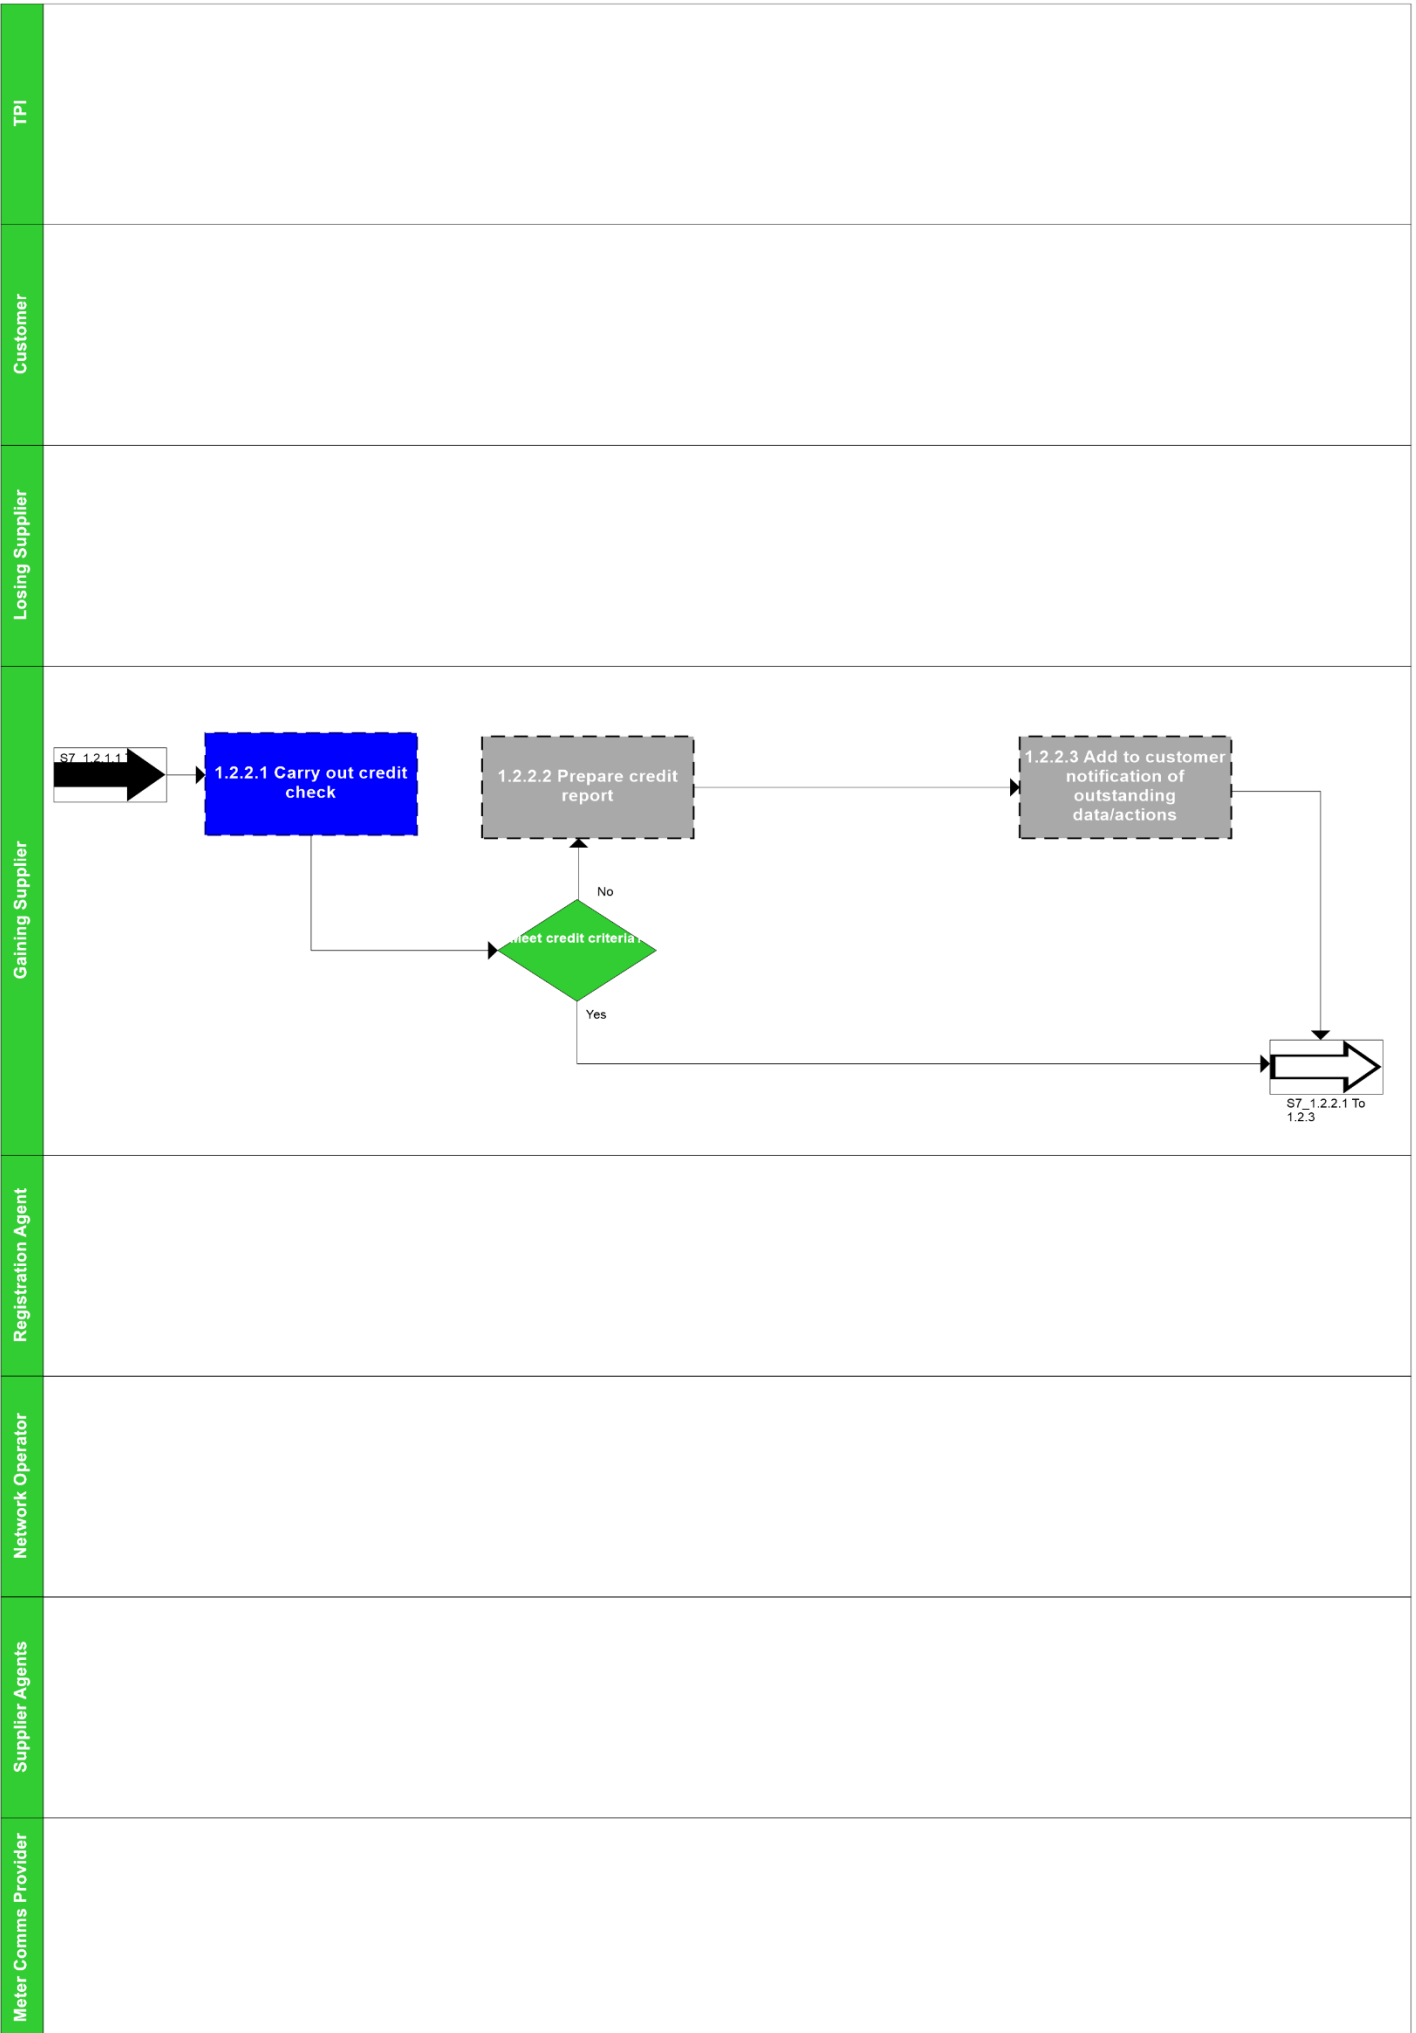 TPI
Customer
Losing Supplier
Gaining Supplier
S7_1.2.1.1
1.2.2.1 Carry out credit
check
1.2.2.2 Prepare credit
report
1.2.2.3 Add to customer
notification of
outstanding
data/actions
No
Meet credit criteria?
Yes
S7_1.2.2.1 To
1.2.3
Registration Agent
Network Operator
Supplier Agents
Meter Comms Provider